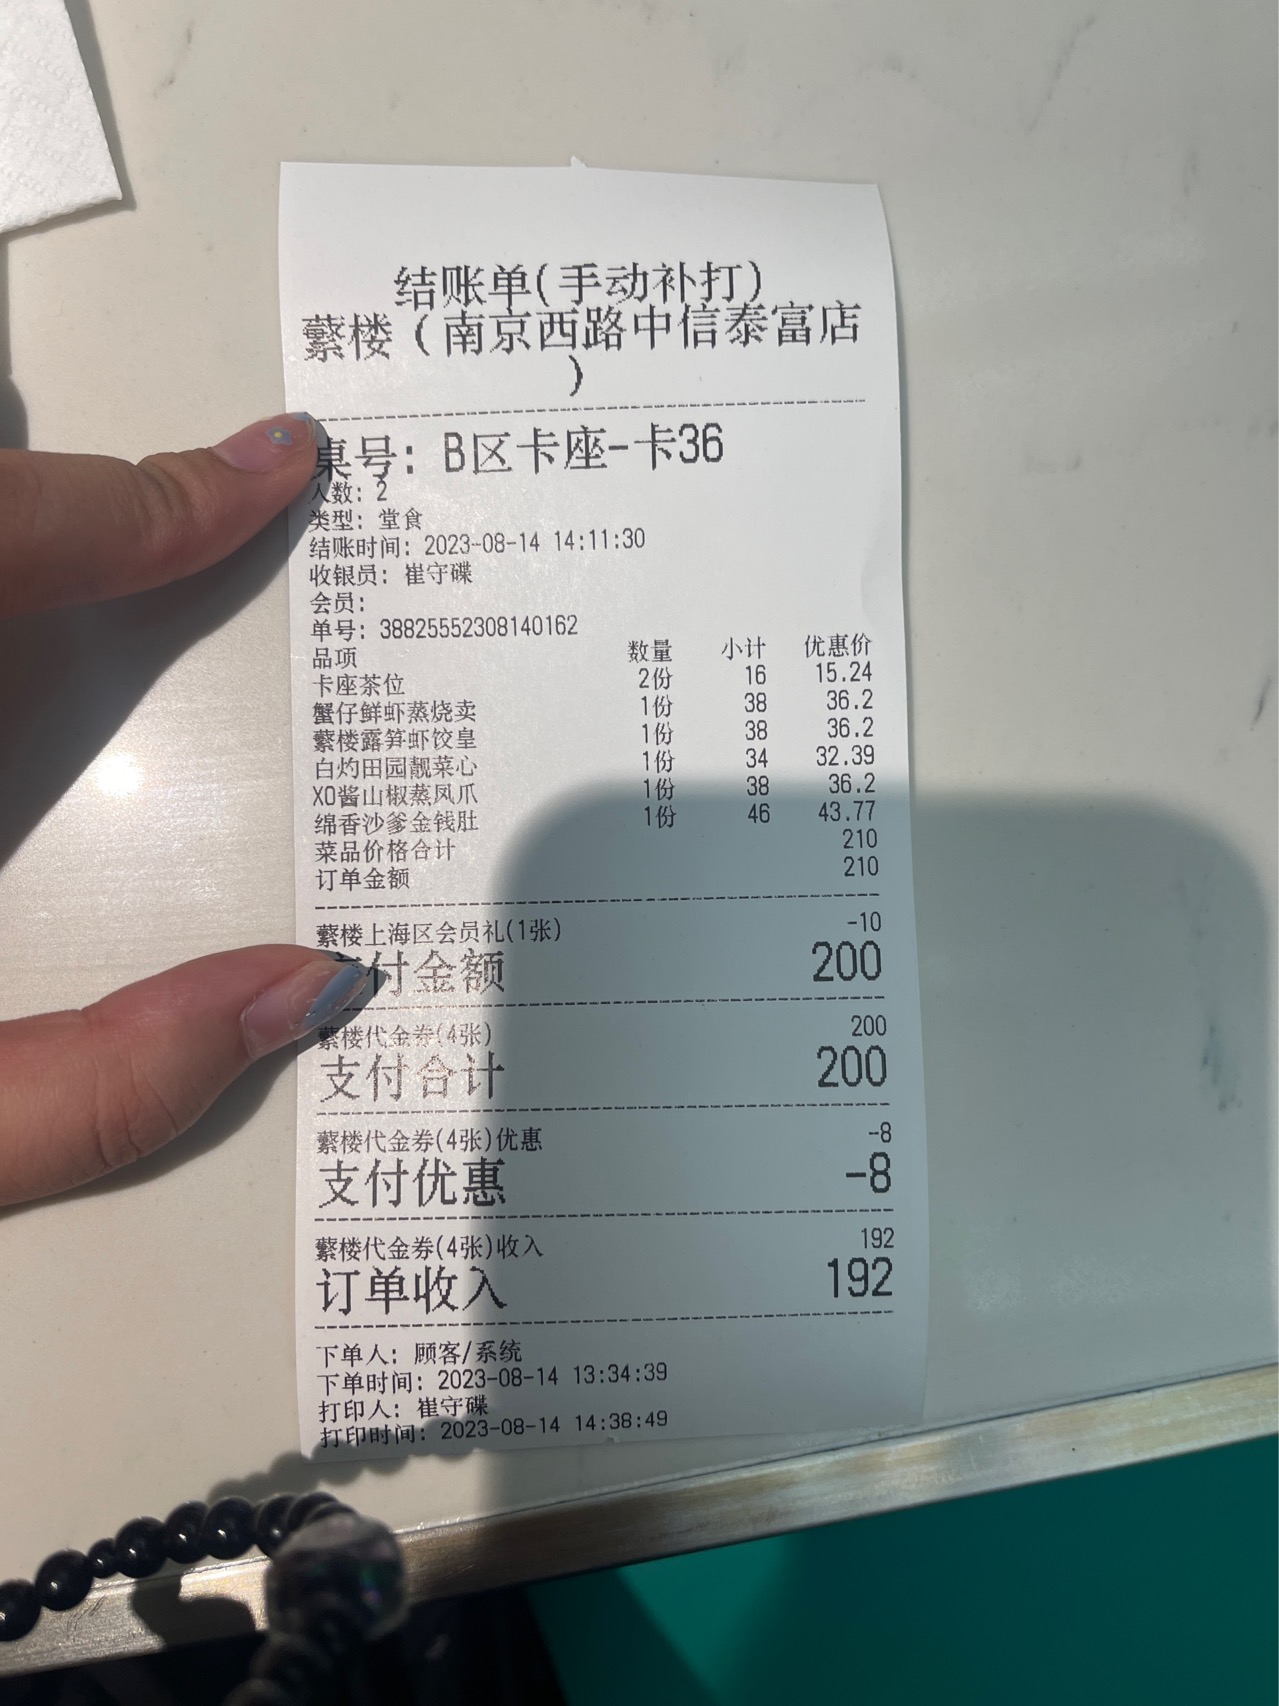 结账单(手动补打)
蘩楼（南京西路中信泰富店
）
桌号: B区卡座-卡36
人数: 2
类型: 堂食
结账时间: 2023-08-14 14:11:30
收银员: 崔守碟
会员:
单号: 388255552308140162
品项 数量 小计 优惠价
卡座茶位 2份 16 15.24
蟹仔鲜虾蒸烧卖 1份 38 36.2
蘩楼露笋虾饺皇 1份 38 36.2
白灼田园靓菜心 1份 34 32.39
XO酱山椒蒸凤爪 1份 38 36.2
绵香沙爹金钱肚 1份 46 43.77
菜品价格合计 210
订单金额 210
蘩楼上海区会员礼(1张) -10
付金额 200
蘩楼代金券(4张) 200
支付合计 200
蘩楼代金券(4张)优惠 -8
支付优惠 -8
蘩楼代金券(4张)收入 192
订单收入 192
下单人: 顾客/系统
下单时间: 2023-08-14 13:34:39
打印人: 崔守碟
打印时间: 2023-08-14 14:38:49